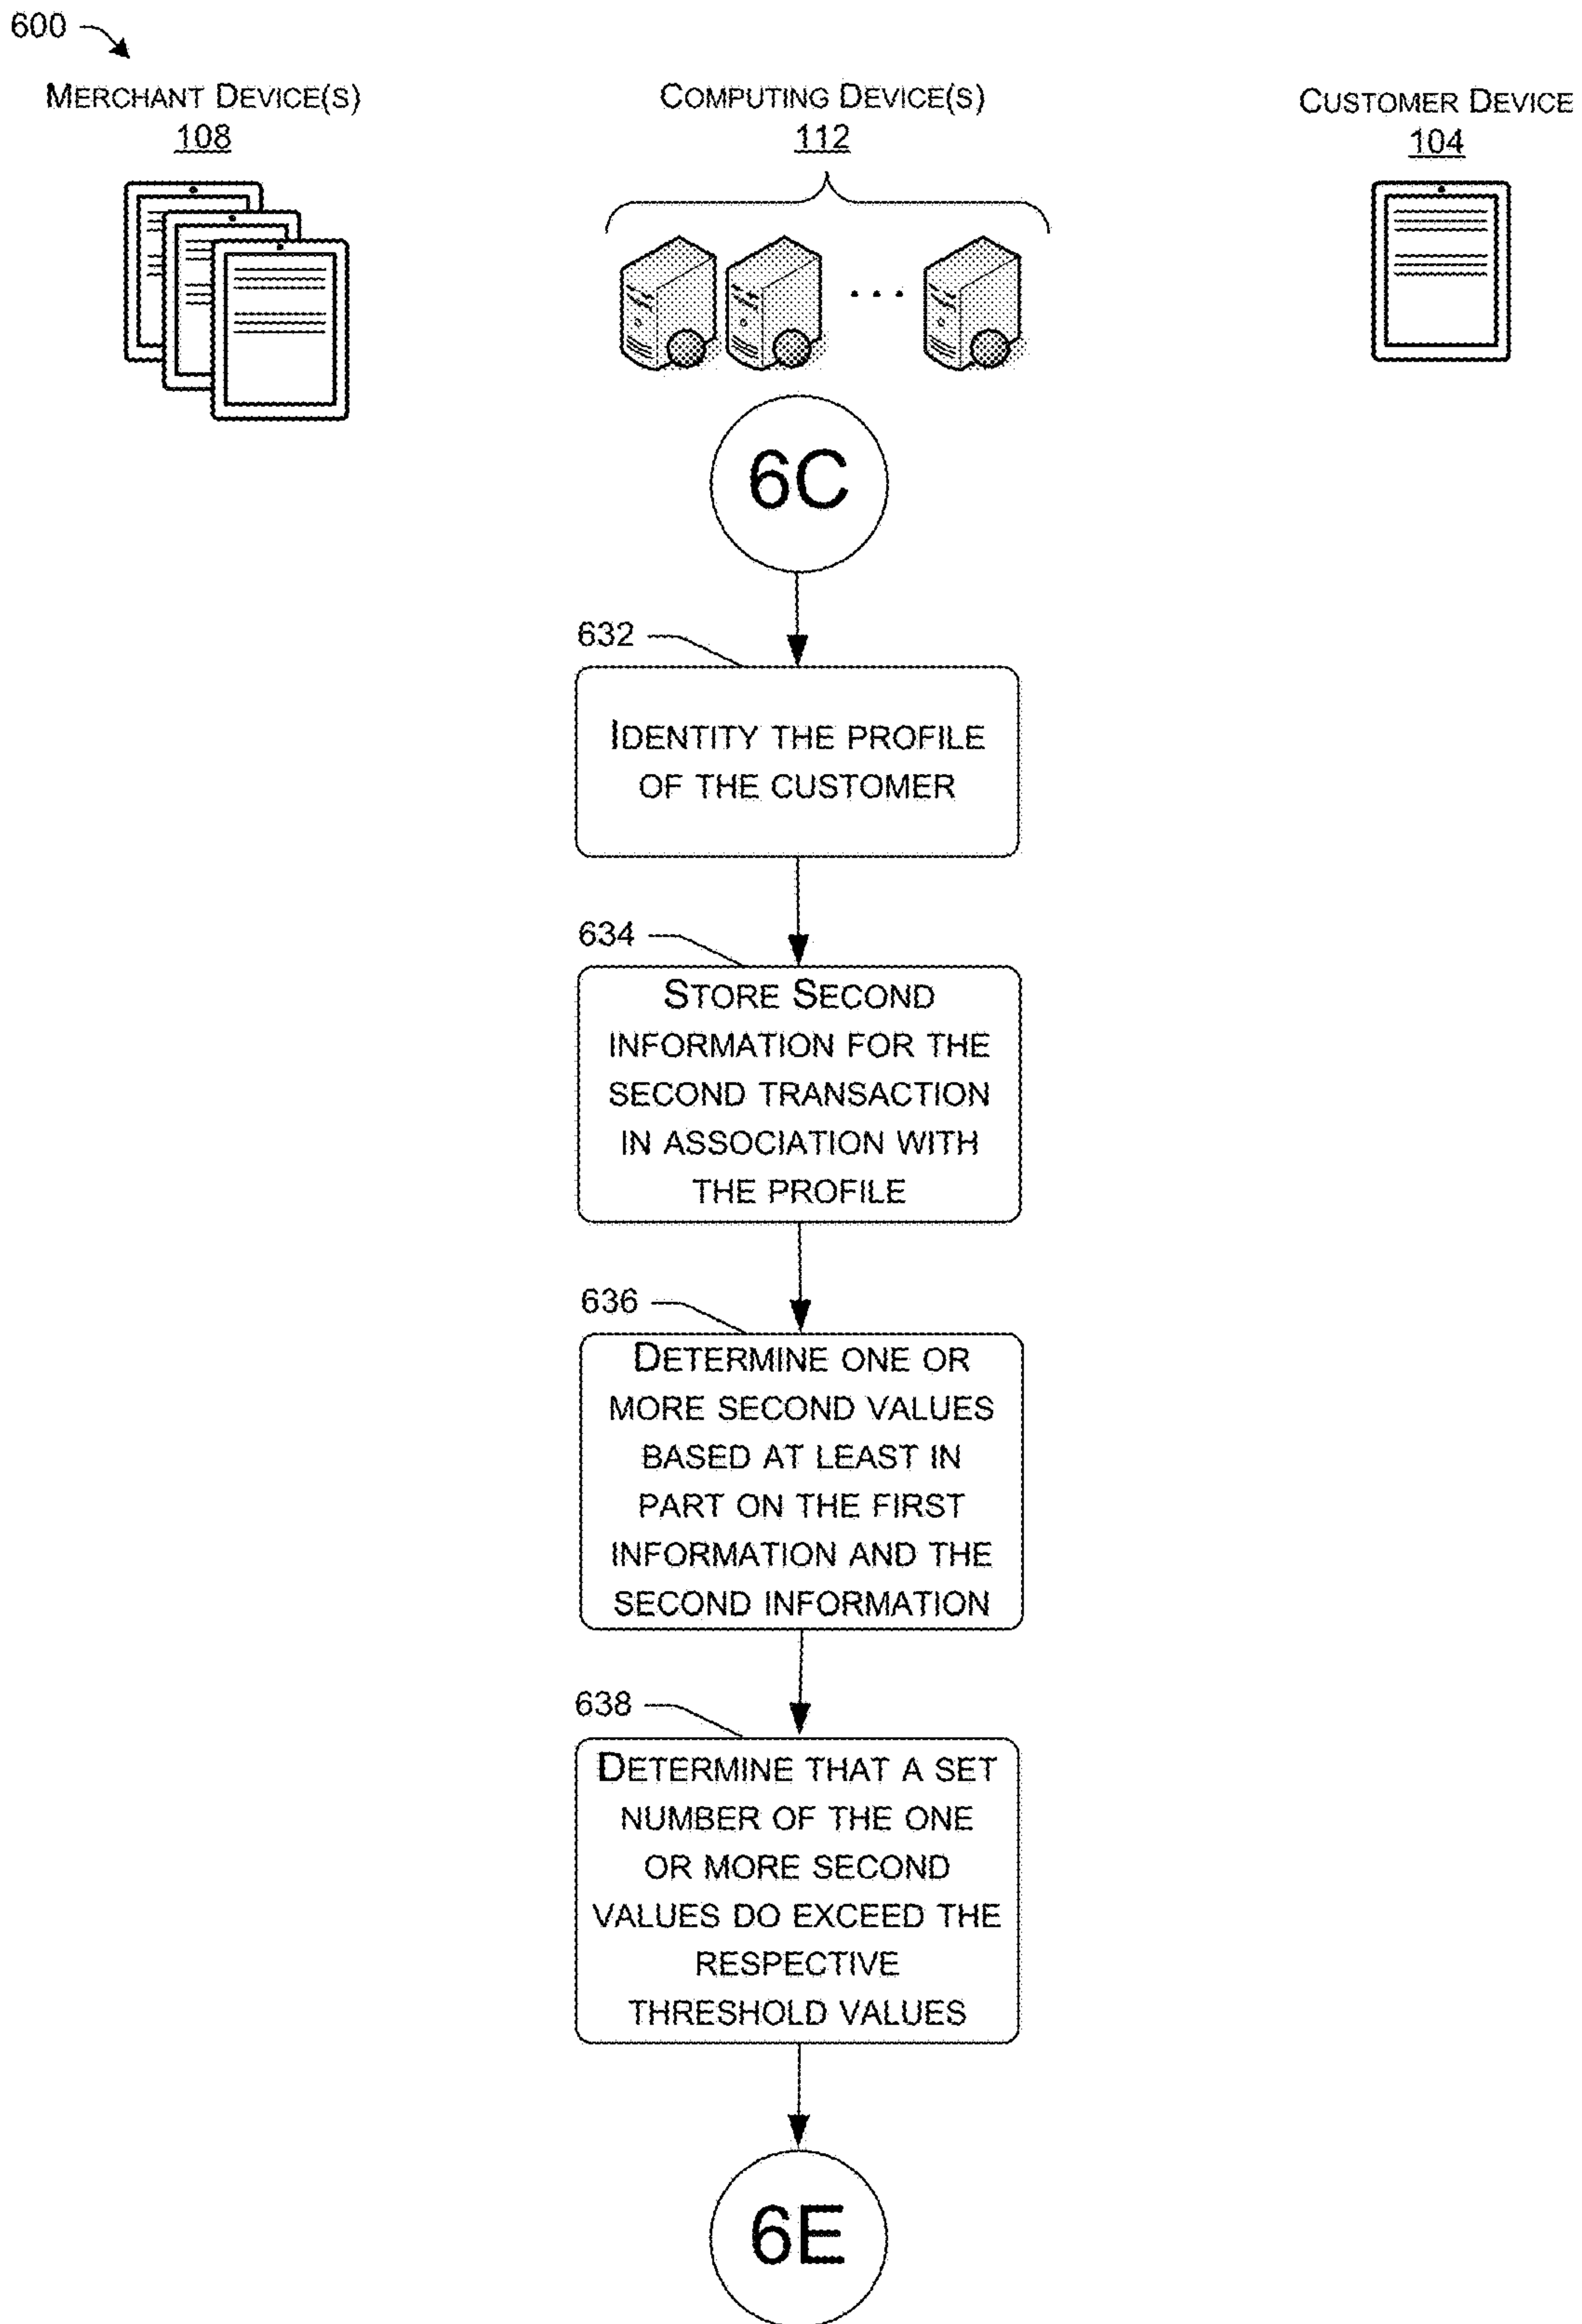 600
MERCHANT DEVICE(S)
108
COMPUTING DEVICE(S)
112
CUSTOMER DEVICE
104
...
6C
632
IDENTITY THE PROFILE
OF THE CUSTOMER
634
STORE SECOND
INFORMATION FOR THE
SECOND TRANSACTION
IN ASSOCIATION WITH
THE PROFILE
636
DETERMINE ONE OR
MORE SECOND VALUES
BASED AT LEAST IN
PART ON THE FIRST
INFORMATION AND THE
SECOND INFORMATION
638
DETERMINE THAT A SET
NUMBER OF THE ONE
OR MORE SECOND
VALUES DO EXCEED THE
RESPECTIVE
THRESHOLD VALUES
6E